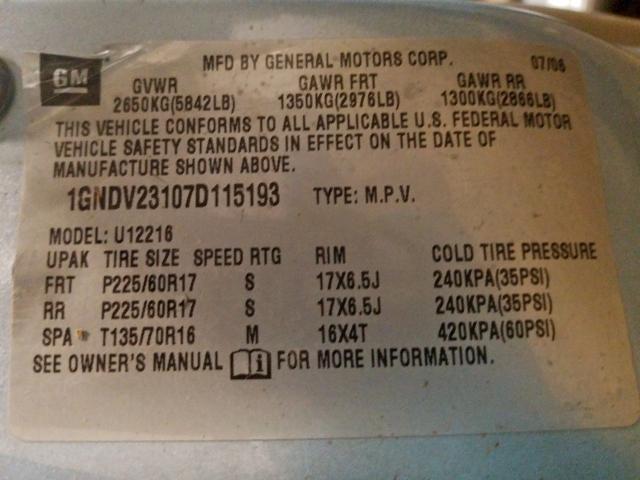 GM
MFD BY GENERAL MOTORS CORP. 07/06
GVWR GAWR FRT GAWR RR
2650KG(5842LB) 1350KG(2976LB) 1300KG(2866LB)
THIS VEHICLE CONFORMS TO ALL APPLICABLE U.S. FEDERAL MOTOR
VEHICLE SAFETY STANDARDS IN EFFECT ON THE DATE OF
MANUFACTURE SHOWN ABOVE.
1GNDV23107D115193 TYPE: M.P.V.
MODEL: U12216
UPAK TIRE SIZE SPEED RTG RIM COLD TIRE PRESSURE
FRT P225/60R17 S 17X6.5J 240KPA(35PSI)
RR P225/60R17 S 17X6.5J 240KPA(35PSI)
SPA T135/70R16 M 16X4T 420KPA(60PSI)
SEE OWNER'S MANUAL i FOR MORE INFORMATION.